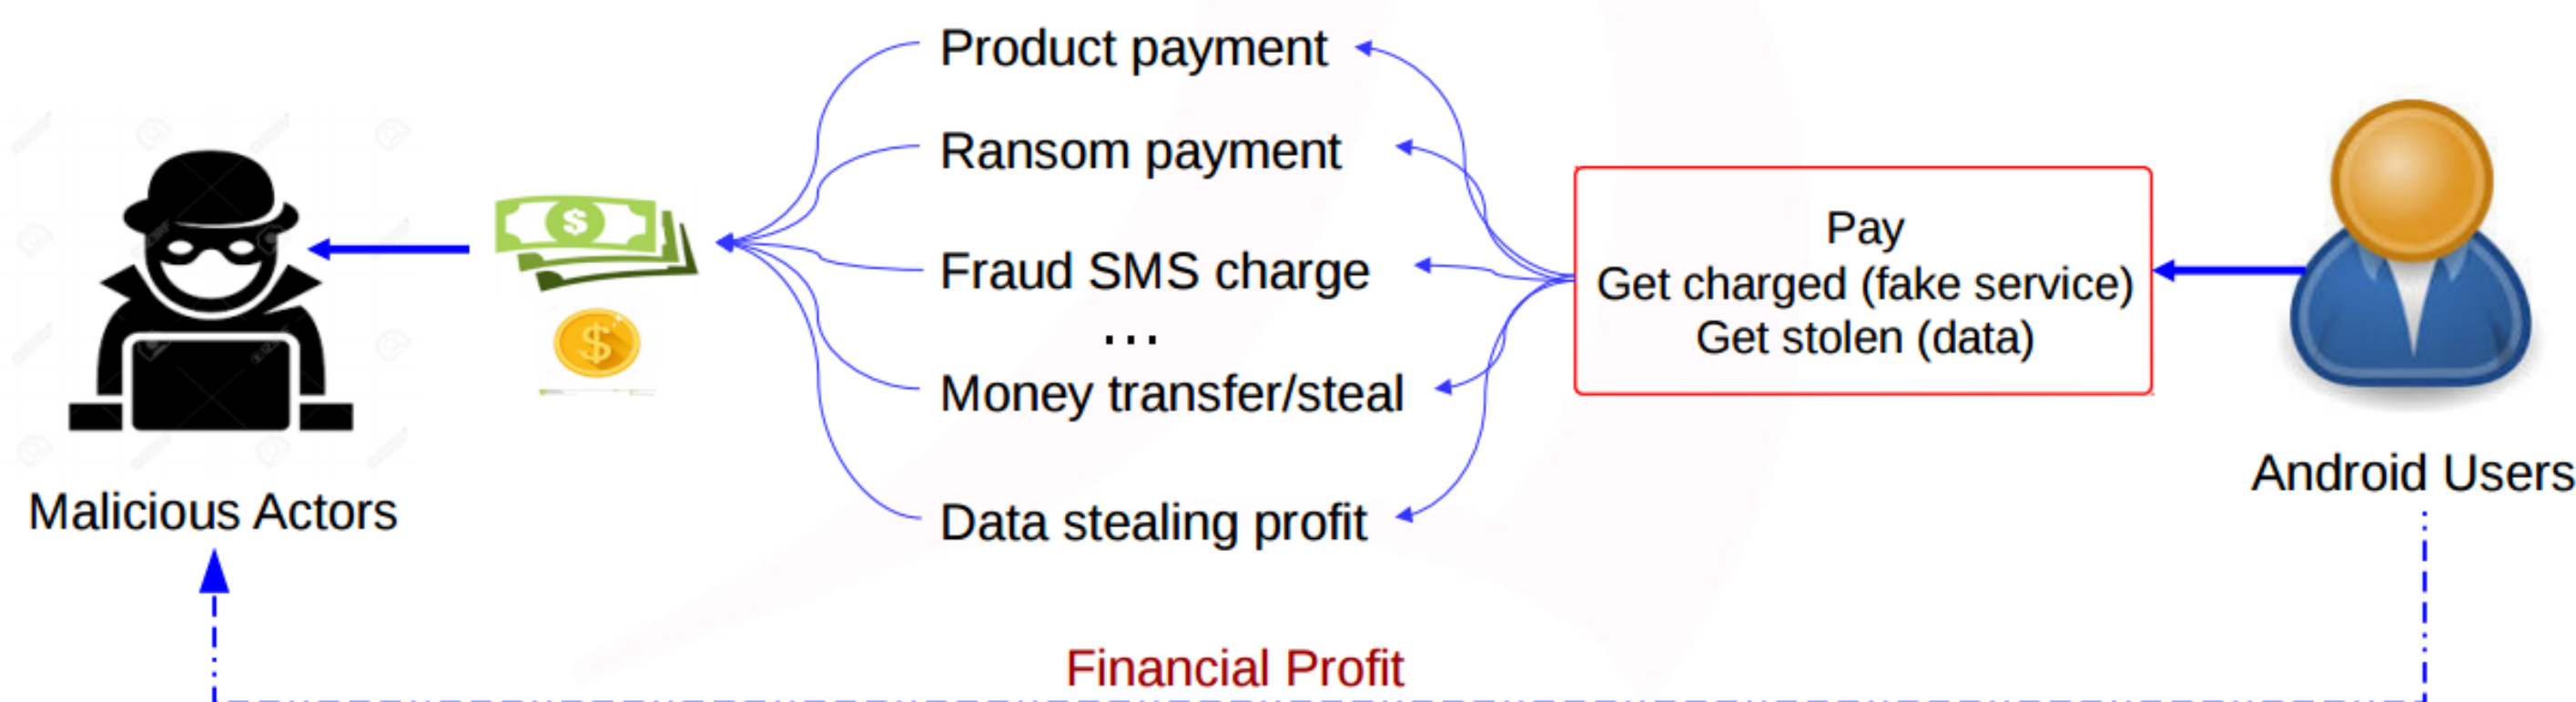 Product payment
Ransom payment
Fraud SMS charge
...
Money transfer/steal
Data stealing profit
Pay
Get charged (fake service)
Get stolen (data)
Malicious Actors
Android Users
Financial Profit